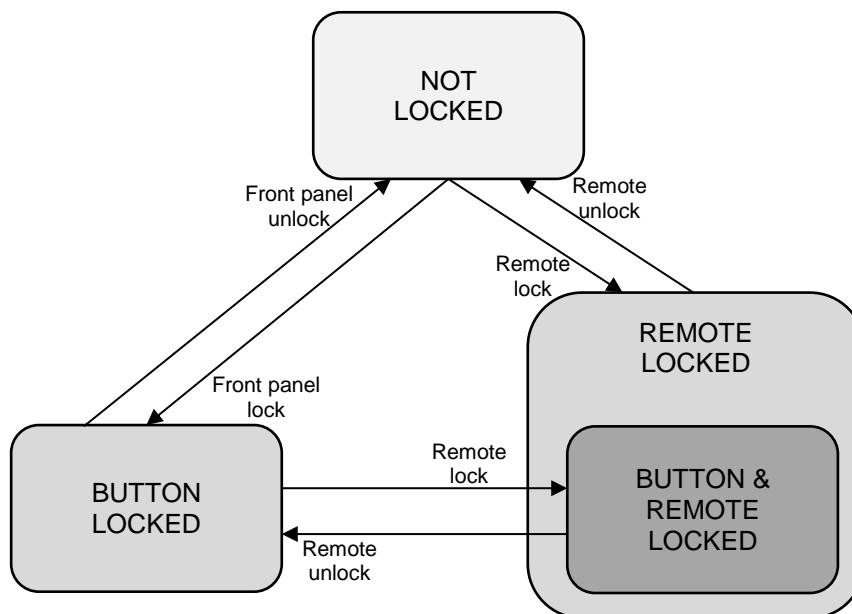 NOT
LOCKED
Front panel
unlock
Remote
unlock
Remote
lock
REMOTE
LOCKED
Front panel
lock
Remote
lock
BUTTON
LOCKED
BUTTON &
REMOTE
LOCKED
Remote
unlock